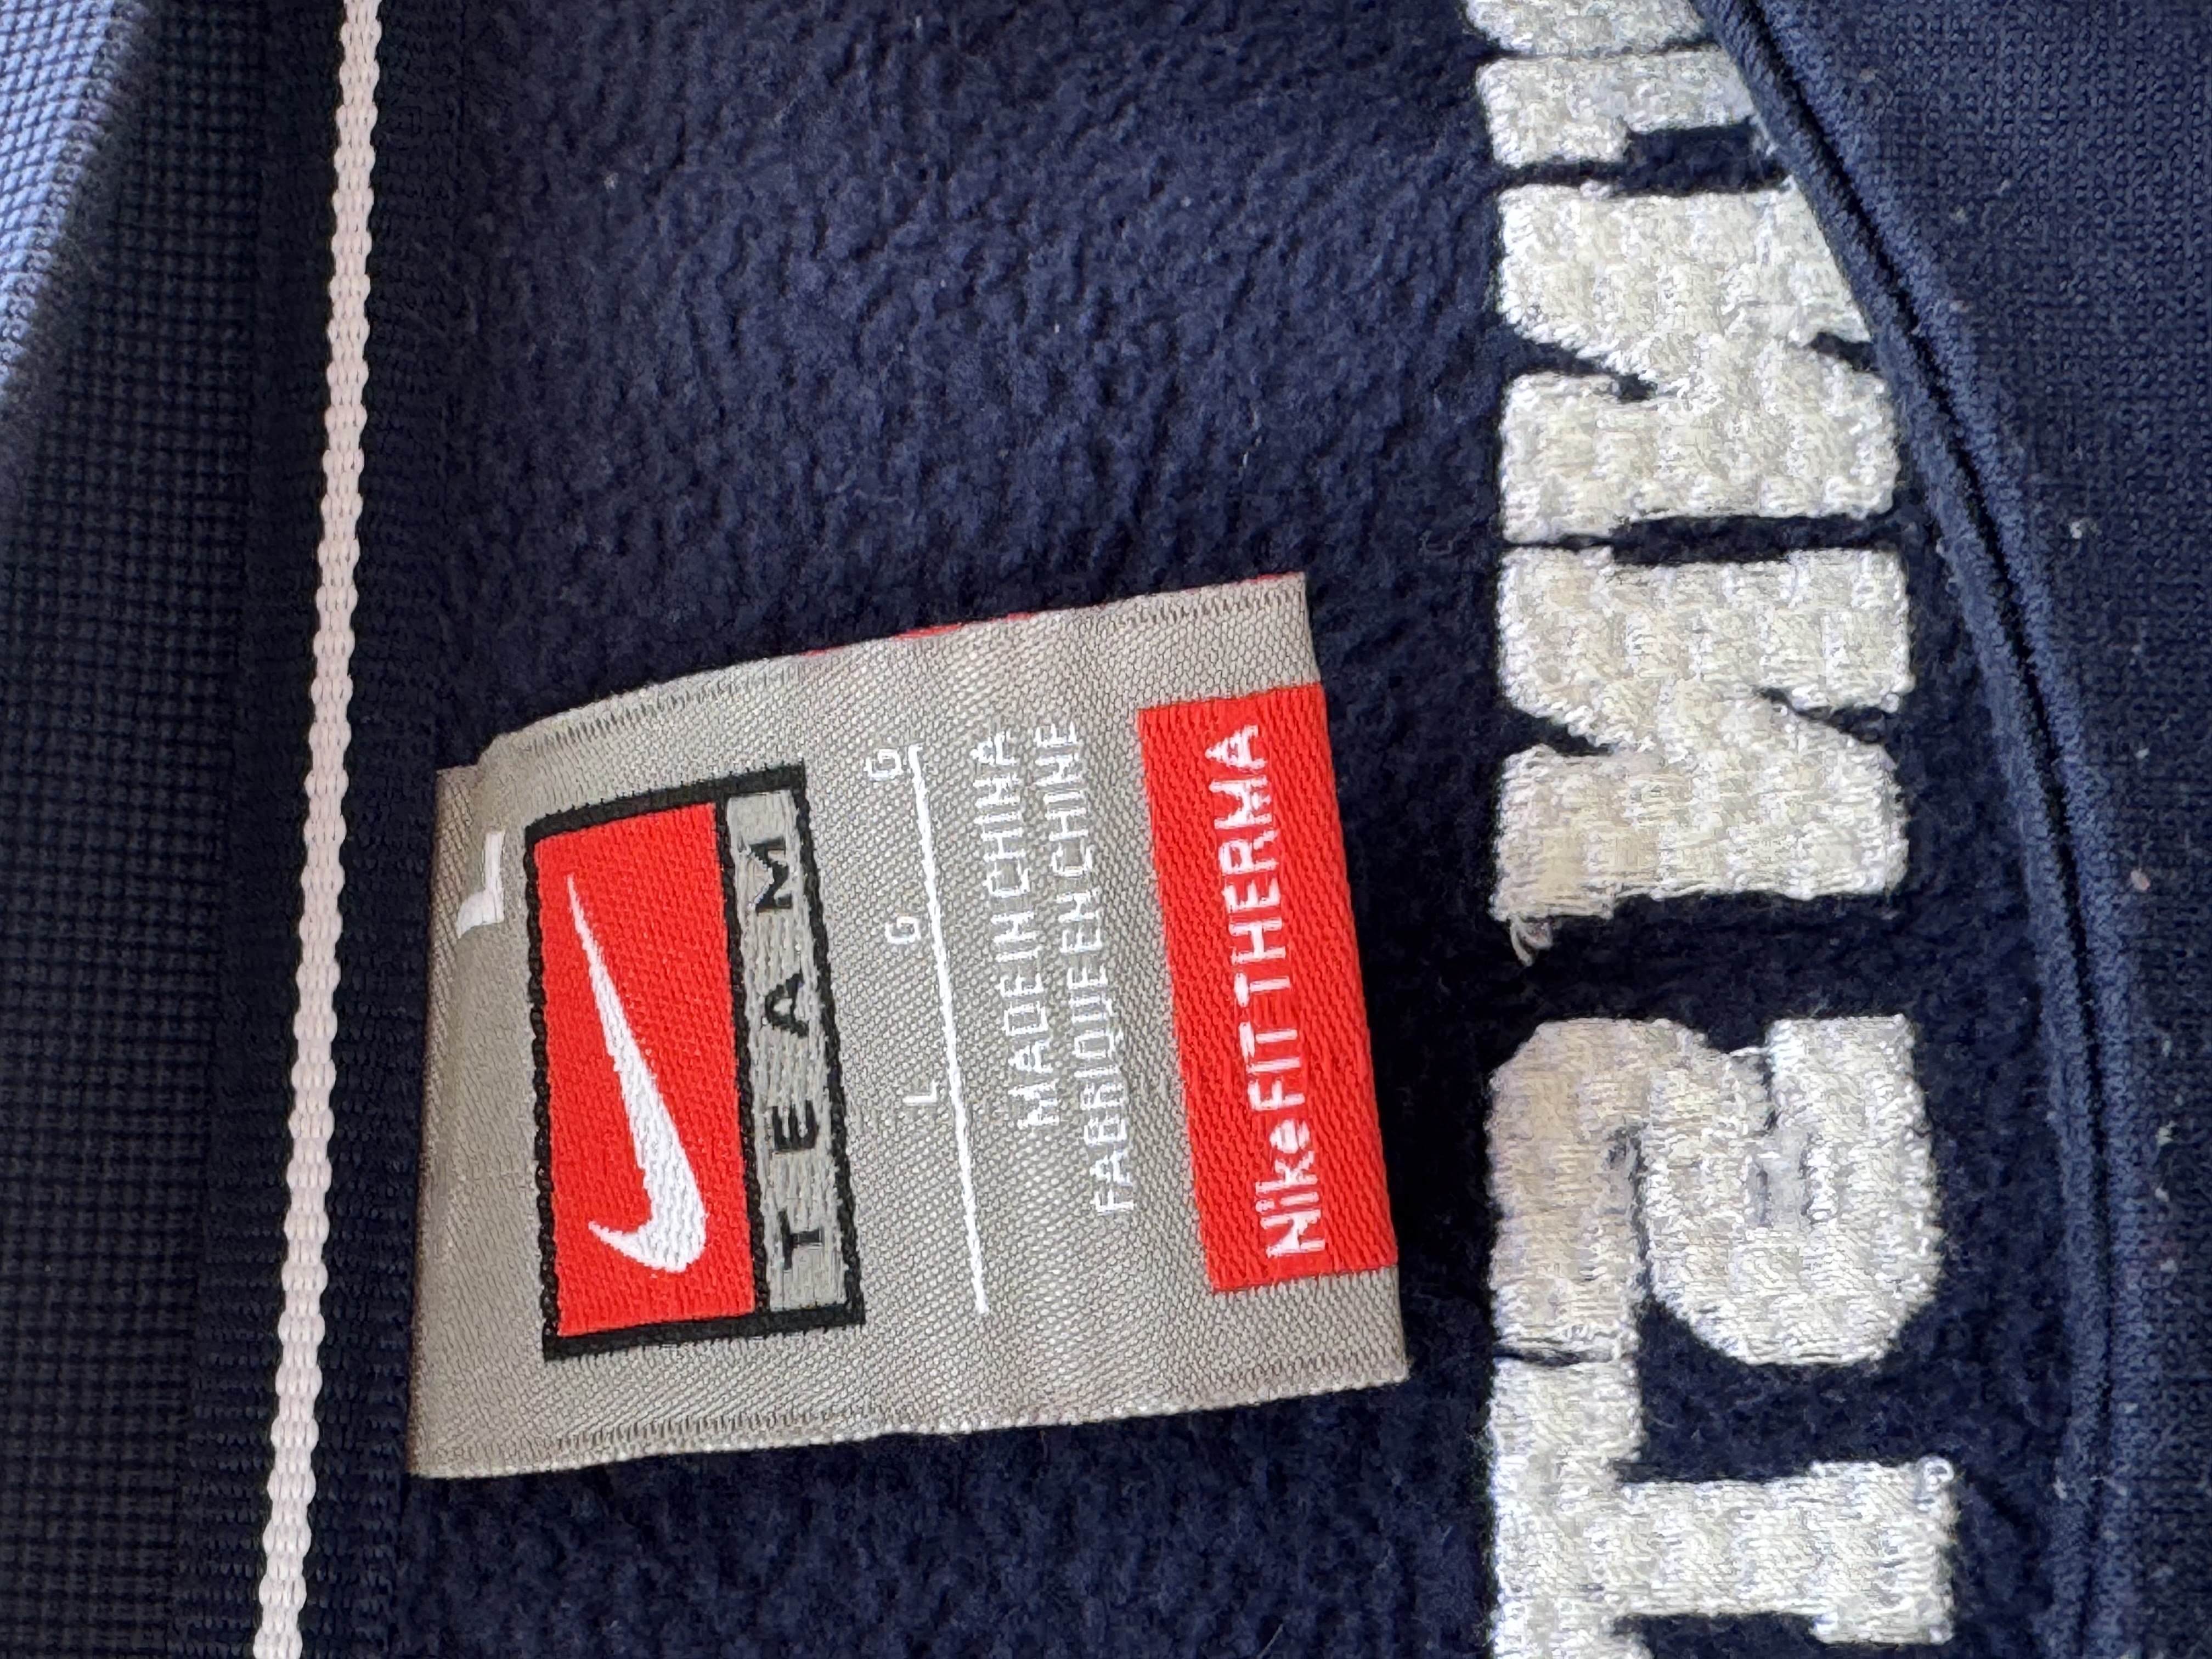 L
TEAM
L G G
MADE IN CHINA
FABRIQUE EN CHINE
Nike FIT THERMA